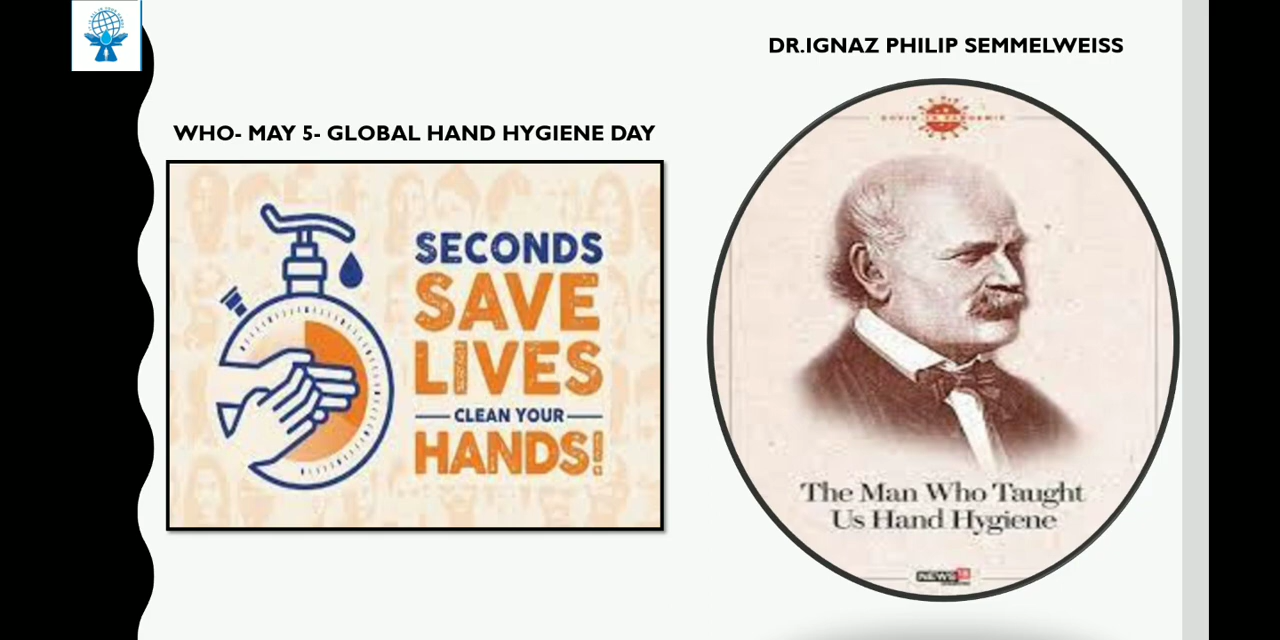 DR.IGNAZ PHILIP SEMMELWEISS
WHO- MAY 5- GLOBAL HAND HYGIENE DAY
SECONDS
SAVE
LIVES
CLEAN YOUR
HANDS!
The Man Who Taught
Us Hand Hygiene
NEWS18